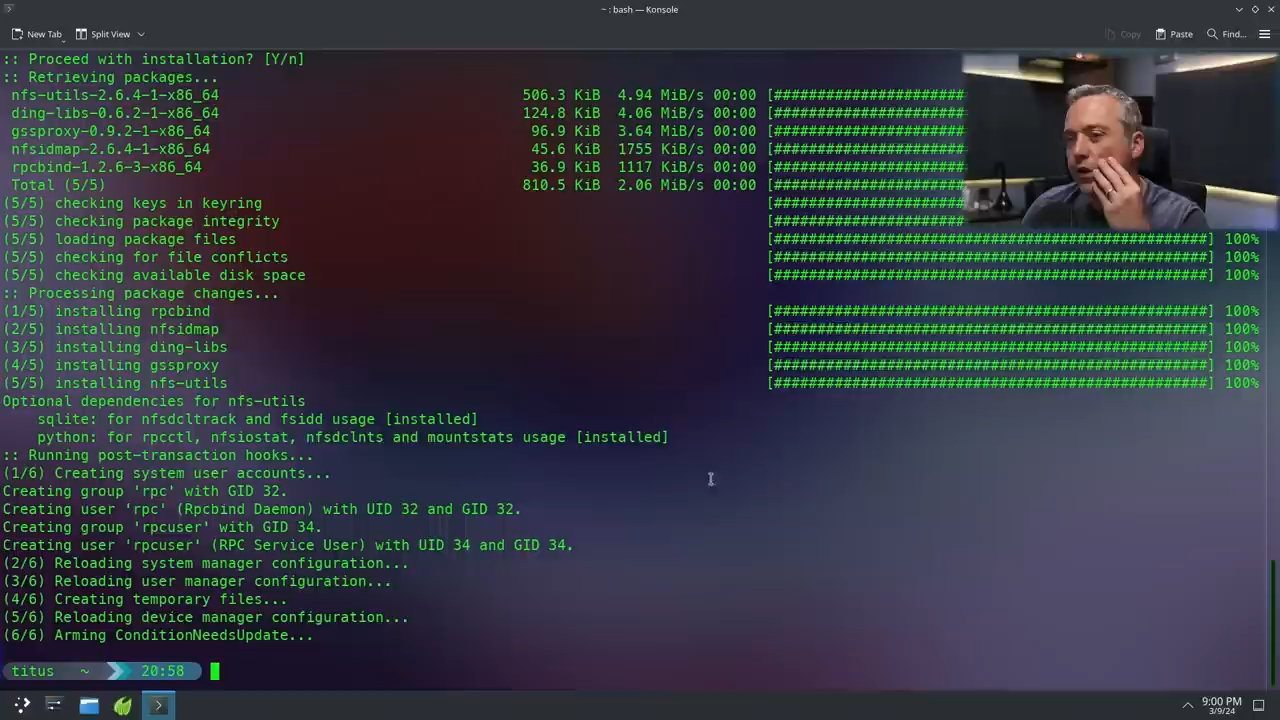 ~ : bash — Konsole
New Tab Split View Copy Paste Find...
:: Proceed with installation? [Y/n]
:: Retrieving packages...
nfs-utils-2.6.4-1-x86_64 506.3 KiB 4.94 MiB/s 00:00 [######################
ding-libs-0.6.2-1-x86_64 124.8 KiB 4.06 MiB/s 00:00 [######################
gssproxy-0.9.2-1-x86_64 96.9 KiB 3.64 MiB/s 00:00 [######################
nfsidmap-2.6.4-1-x86_64 45.6 KiB 1755 KiB/s 00:00 [######################
rpcbind-1.2.6-3-x86_64 36.9 KiB 1117 KiB/s 00:00 [######################
Total (5/5) 810.5 KiB 2.06 MiB/s 00:00 [######################
(5/5) checking keys in keyring [######################
(5/5) checking package integrity [######################
(5/5) loading package files [##################################################] 100%
(5/5) checking for file conflicts [##################################################] 100%
(5/5) checking available disk space [##################################################] 100%
:: Processing package changes...
(1/5) installing rpcbind [##################################################] 100%
(2/5) installing nfsidmap [##################################################] 100%
(3/5) installing ding-libs [##################################################] 100%
(4/5) installing gssproxy [##################################################] 100%
(5/5) installing nfs-utils [##################################################] 100%
Optional dependencies for nfs-utils
sqlite: for nfsdcltrack and fsidd usage [installed]
python: for rpcctl, nfsiostat, nfsdclnts and mountstats usage [installed]
:: Running post-transaction hooks...
(1/6) Creating system user accounts...
Creating group 'rpc' with GID 32.
Creating user 'rpc' (Rpcbind Daemon) with UID 32 and GID 32.
Creating group 'rpcuser' with GID 34.
Creating user 'rpcuser' (RPC Service User) with UID 34 and GID 34.
(2/6) Reloading system manager configuration...
(3/6) Reloading user manager configuration...
(4/6) Creating temporary files...
(5/6) Reloading device manager configuration...
(6/6) Arming ConditionNeedsUpdate...
titus ~ 20:58
9:00 PM
3/9/24